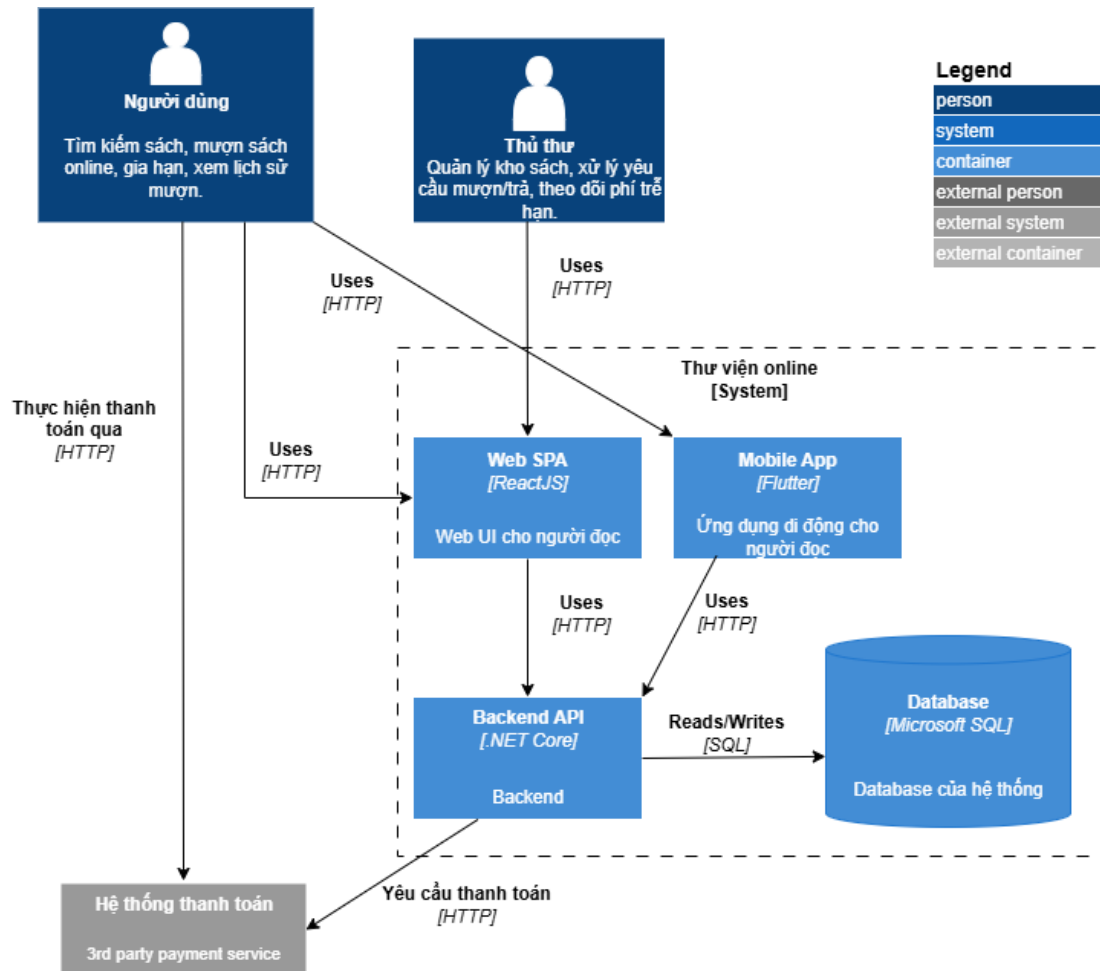 Người dùng
Tìm kiếm sách, mượn sách
online, gia hạn, xem lịch sử
mượn.
Thủ thư
Quản lý kho sách, xử lý yêu
cầu mượn/trả, theo dõi phí trễ
hạn.
Legend
person
system
container
external person
external system
external container
Uses
[HTTP]
Uses
[HTTP]
Thực hiện thanh
toán qua
[HTTP]
Uses
[HTTP]
Thư viện online
[System]
Web SPA
[ReactJS]
Web UI cho người đọc
Mobile App
[Flutter]
Ứng dụng di động cho
người đọc
Uses
[HTTP]
Uses
[HTTP]
Backend API
[.NET Core]
Backend
Reads/Writes
[SQL]
Database
[Microsoft SQL]
Database của hệ thống
Yêu cầu thanh toán
[HTTP]
Hệ thống thanh toán
3rd party payment service